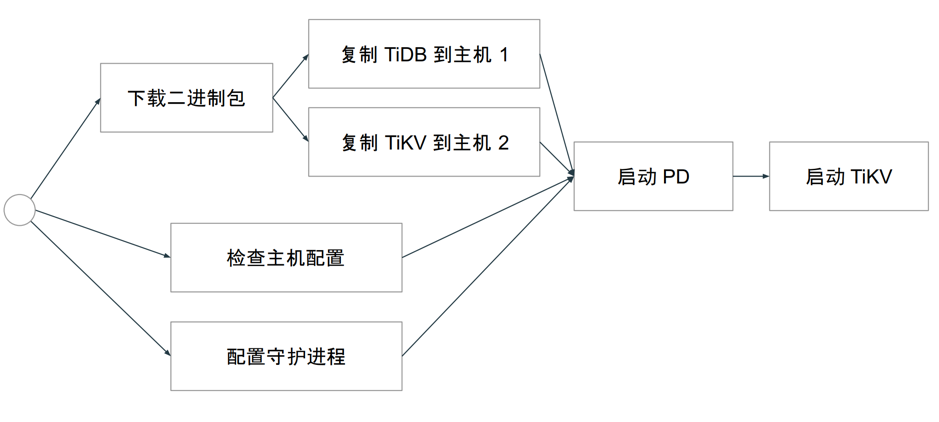 复制 TiDB 到主机 1
下载二进制包
复制 TiKV 到主机 2
启动 PD
启动 TiKV
检查主机配置
配置守护进程